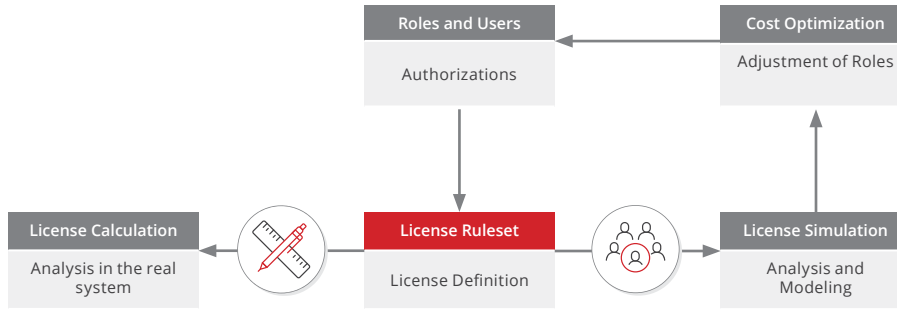 Roles and Users
Authorizations
Cost Optimization
Adjustment of Roles
License Calculation
Analysis in the real
system
License Ruleset
License Definition
License Simulation
Analysis and
Modeling